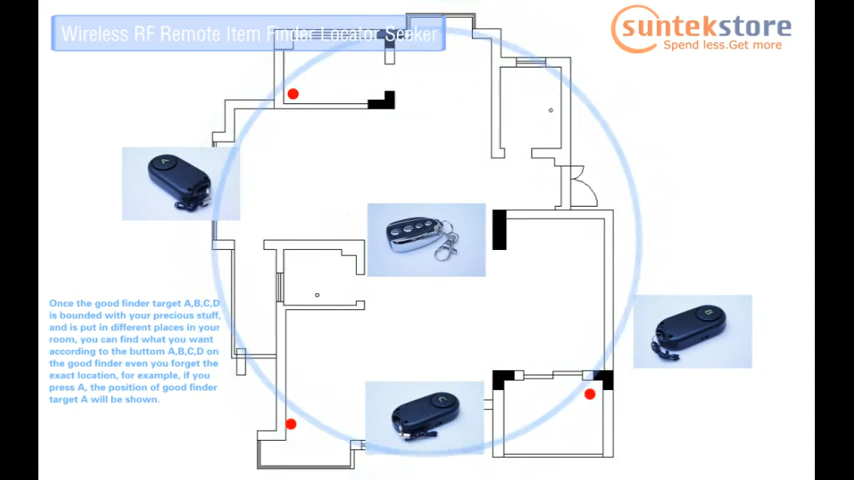 Wireless RF Remote Item Finder Locator Seeker
suntekstore
Spend less.Get more
A
B
C
Once the good finder target A,B,C,D
is bounded with your precious stuff,
and is put in different places in your
room, you can find what you want
according to the buttom A,B,C,D on
the good finder even you forget the
exact location, for example, if you
press A, the position of good finder
target A will be shown.